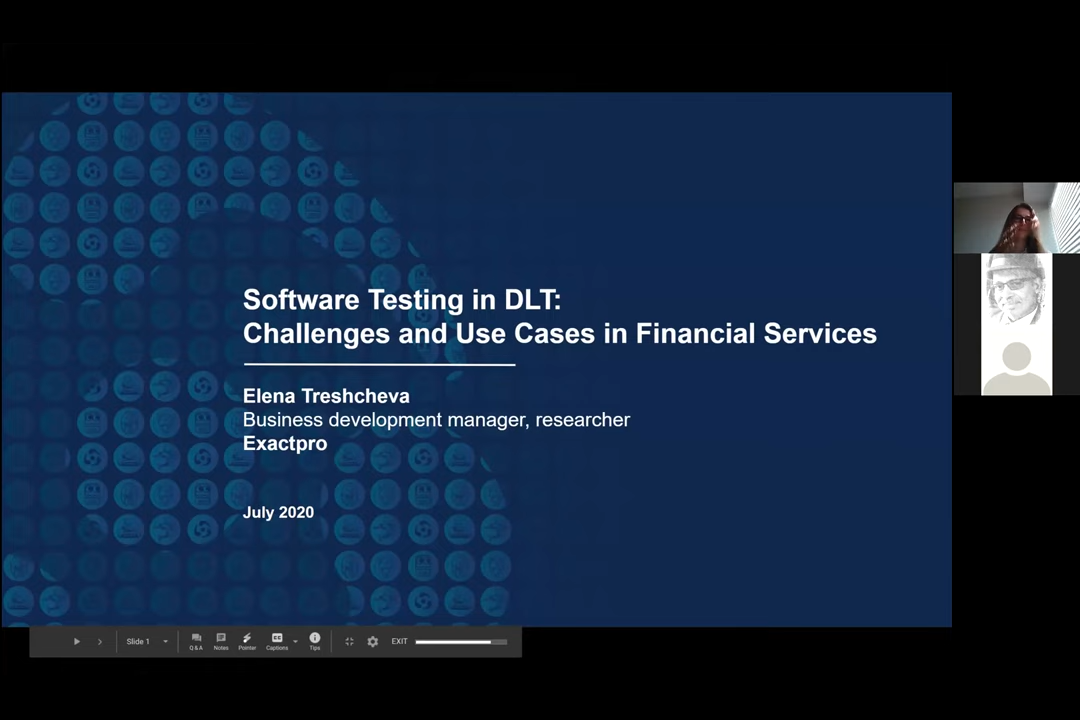 Software Testing in DLT:
Challenges and Use Cases in Financial Services
Elena Treshcheva
Business development manager, researcher
Exactpro
July 2020
Slide 1
Q&A
Notes
Pointer
CC
Captions
Tips
EXIT